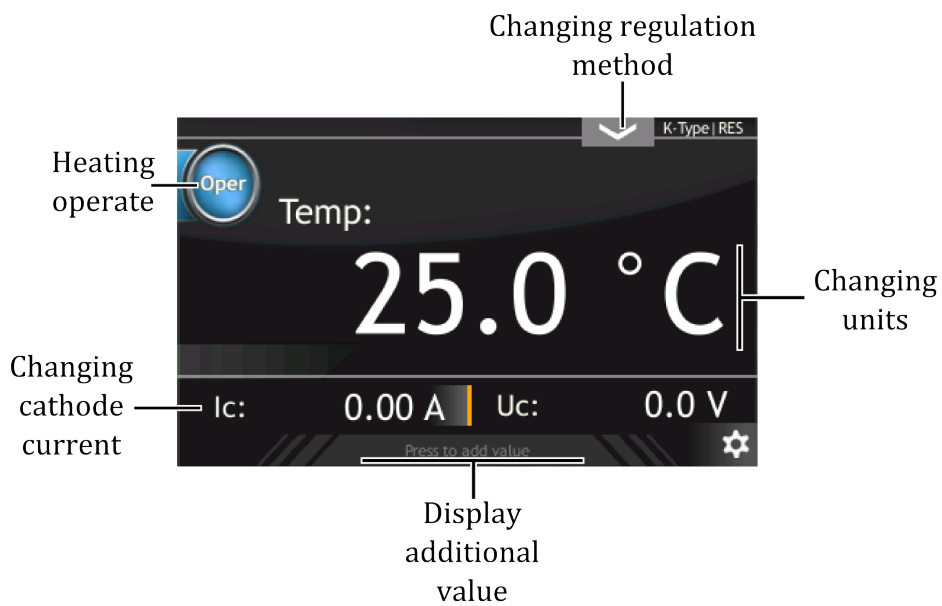 Changing regulation
method
K-Type|RES
Heating
operate
Oper
Temp:
25.0 °C
Changing
units
Changing
cathode
current
Ic: 0.00 A Uc: 0.0 V
Press to add value
Display
additional
value